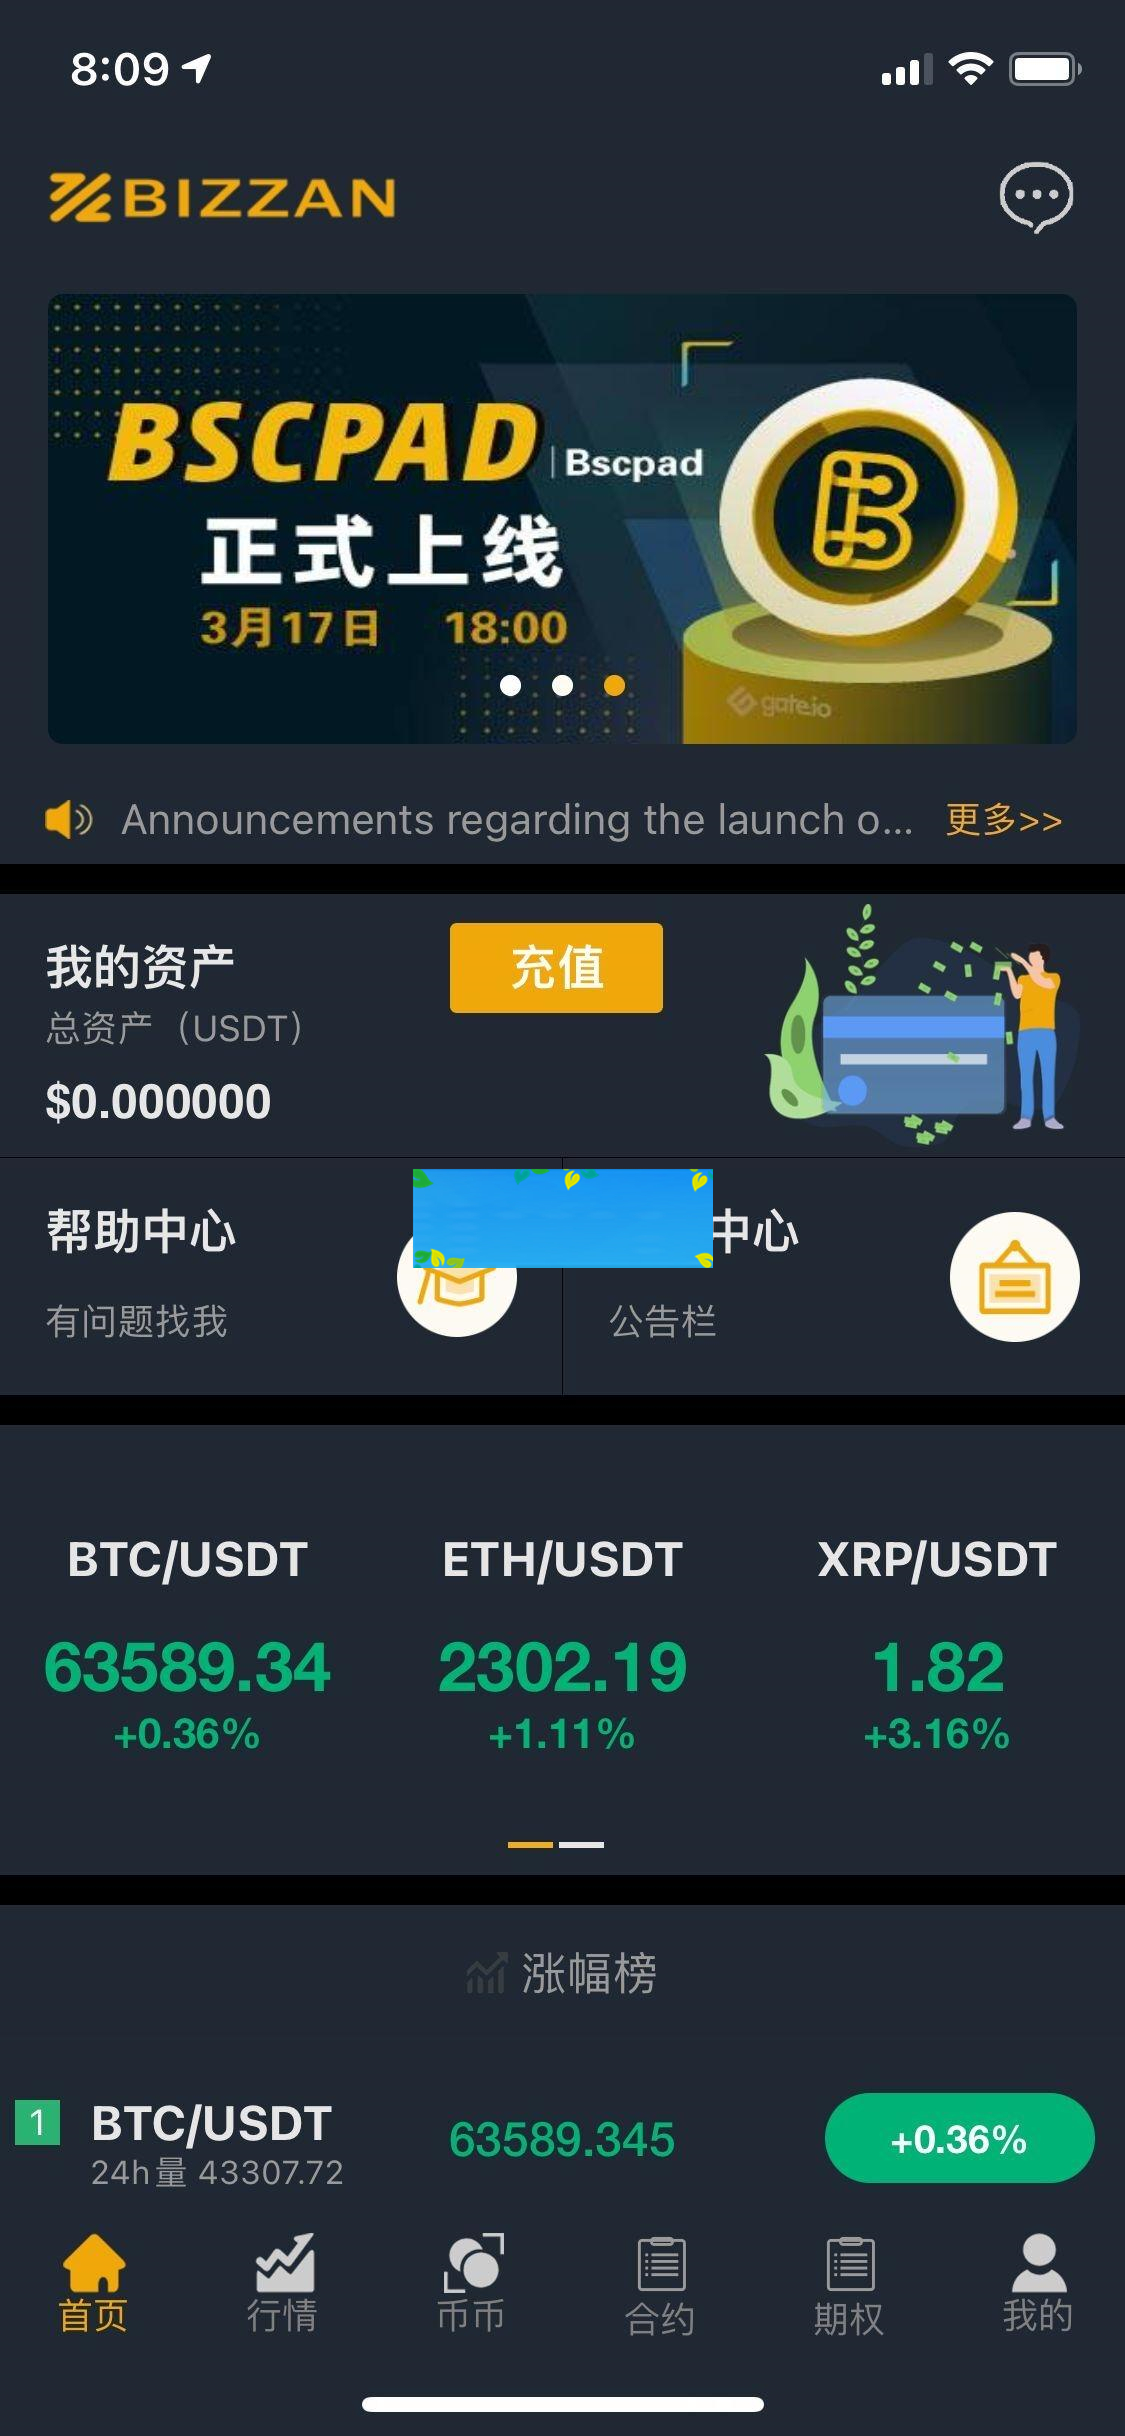 8:09
BIZZAN
BSCPAD | Bscpad
正式上线
3月17日 18:00
gate.io
Announcements regarding the launch o... 更多>>
我的资产
充值
总资产（USDT）
$0.000000
帮助中心
中心
有问题找我
公告栏
BTC/USDT ETH/USDT XRP/USDT
63589.34 2302.19 1.82
+0.36% +1.11% +3.16%
涨幅榜
1 BTC/USDT 63589.345 +0.36%
24h量 43307.72
首页 行情 币币 合约 期权 我的